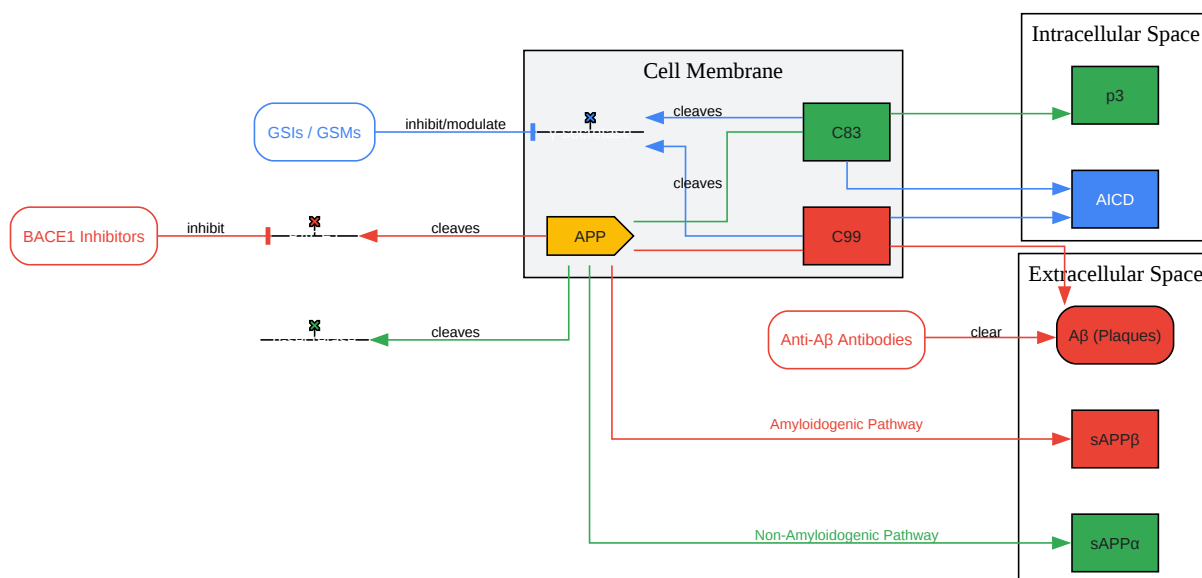 Intracellular Space
Cell Membrane
p3
GSIs / GSMs
inhibit/modulate
cleaves
C83
cleaves
AICD
BACE1 Inhibitors
inhibit
cleaves
APP
C99
Extracellular Space
cleaves
Anti-Aβ Antibodies
clear
Aβ (Plaques)
Amyloidogenic Pathway
sAPPβ
Non-Amyloidogenic Pathway
sAPPα